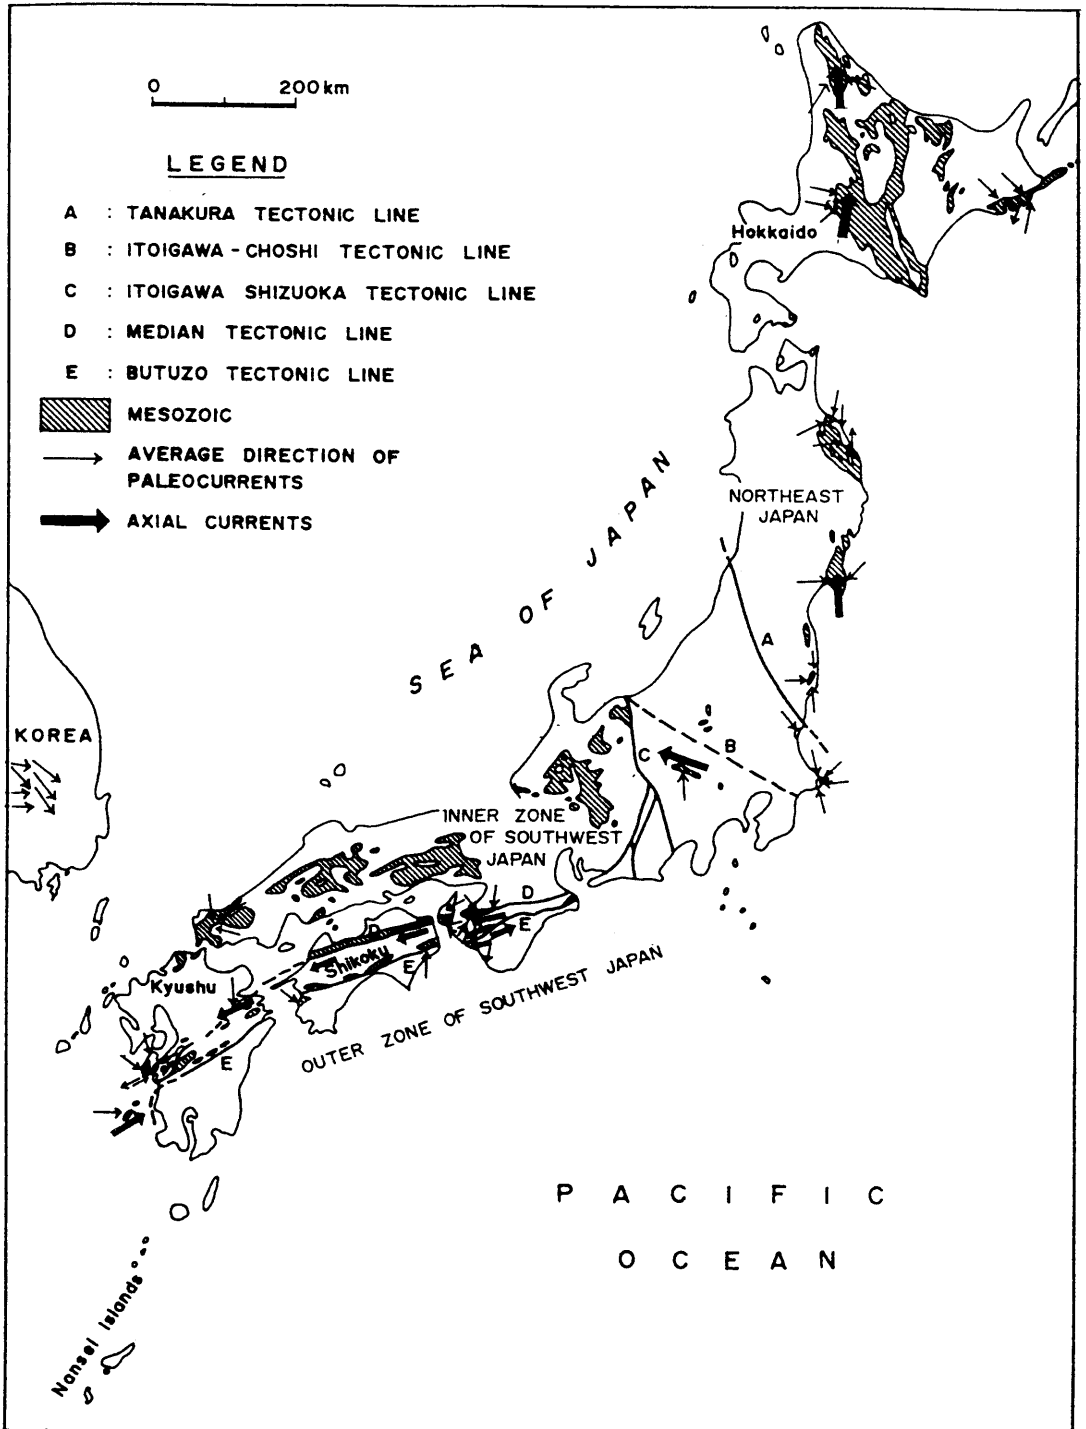 0 200 km
LEGEND
A : TANAKURA TECTONIC LINE
B : ITOIGAWA - CHOSHI TECTONIC LINE
C : ITOIGAWA SHIZUOKA TECTONIC LINE
D : MEDIAN TECTONIC LINE
E : BUTUZO TECTONIC LINE
MESOZOIC
AVERAGE DIRECTION OF
PALEOCURRENTS
AXIAL CURRENTS
Hokkaido
NORTHEAST
JAPAN
SEA OF JAPAN
A
KOREA
B
C
INNER ZONE
OF SOUTHWEST
JAPAN
D
E
D
Shikoku
E
Kyushu
E
OUTER ZONE OF SOUTHWEST JAPAN
PACIFIC
OCEAN
Nansei Islands